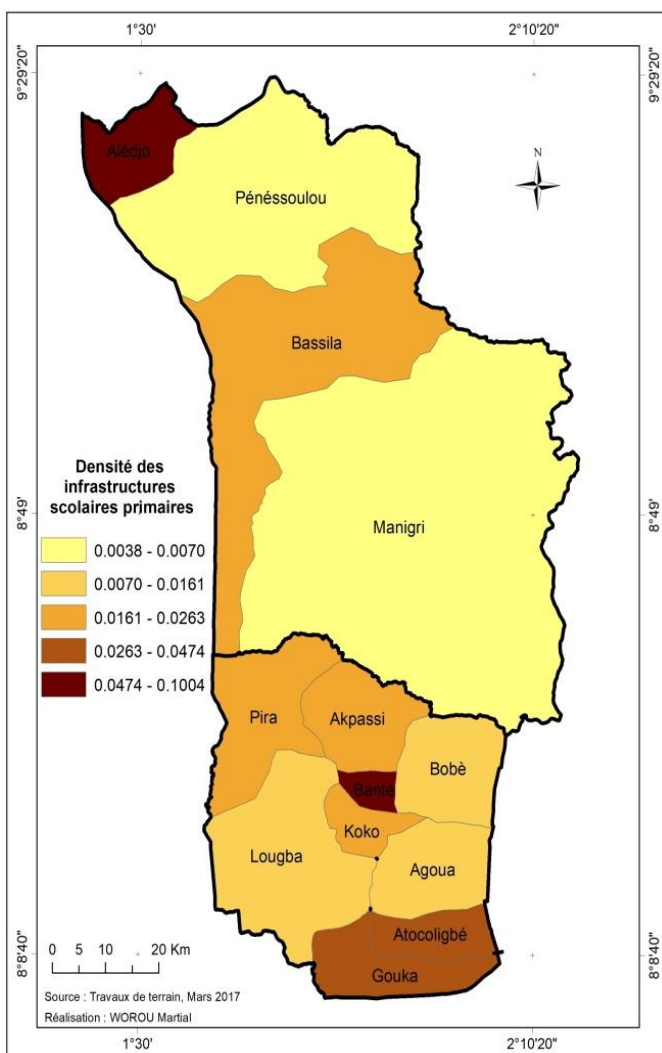 1°30'
2°10'20"
9°29'20"
9°29'20"
N
Alédjo
Pénéssoulou
Bassila
Densité des
infrastructures
scolaires primaires
0.0038 - 0.0070
0.0070 - 0.0161
0.0161 - 0.0263
0.0263 - 0.0474
0.0474 - 0.1004
8°49'
8°49'
Manigri
Pira
Akpassi
Bobè
Bantè
Koko
Lougba
Agoua
Atocoligbé
Gouka
8°8'40"
8°8'40"
0 5 10 20 Km
Source : Travaux de terrain, Mars 2017
Réalisation : WOROU Martial
1°30'
2°10'20"